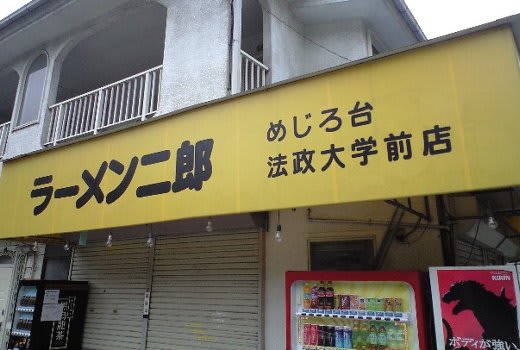 ラーメン二郎
めじろ台
法政大学前店
KIRIN
ボディが強い